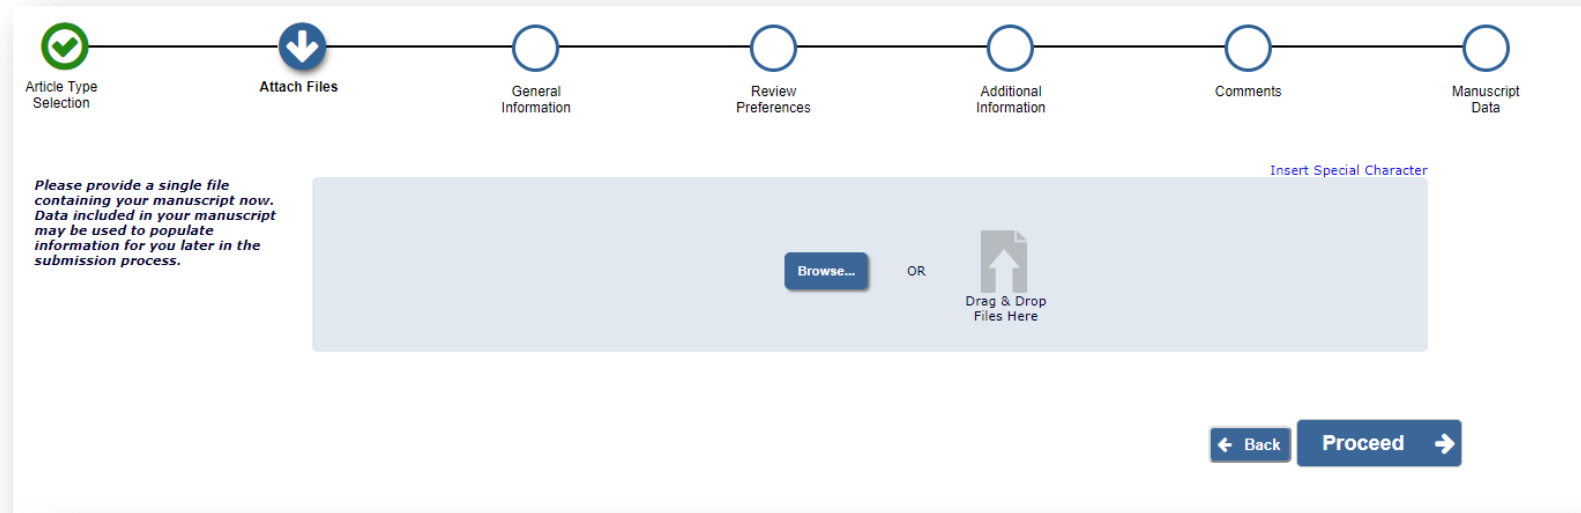 Article Type
Selection
Attach Files
General
Information
Review
Preferences
Additional
Information
Comments
Manuscript
Data
Insert Special Character
Please provide a single file
containing your manuscript now.
Data included in your manuscript
may be used to populate
information for you later in the
submission process.
Browse...
OR
Drag & Drop
Files Here
Back
Proceed